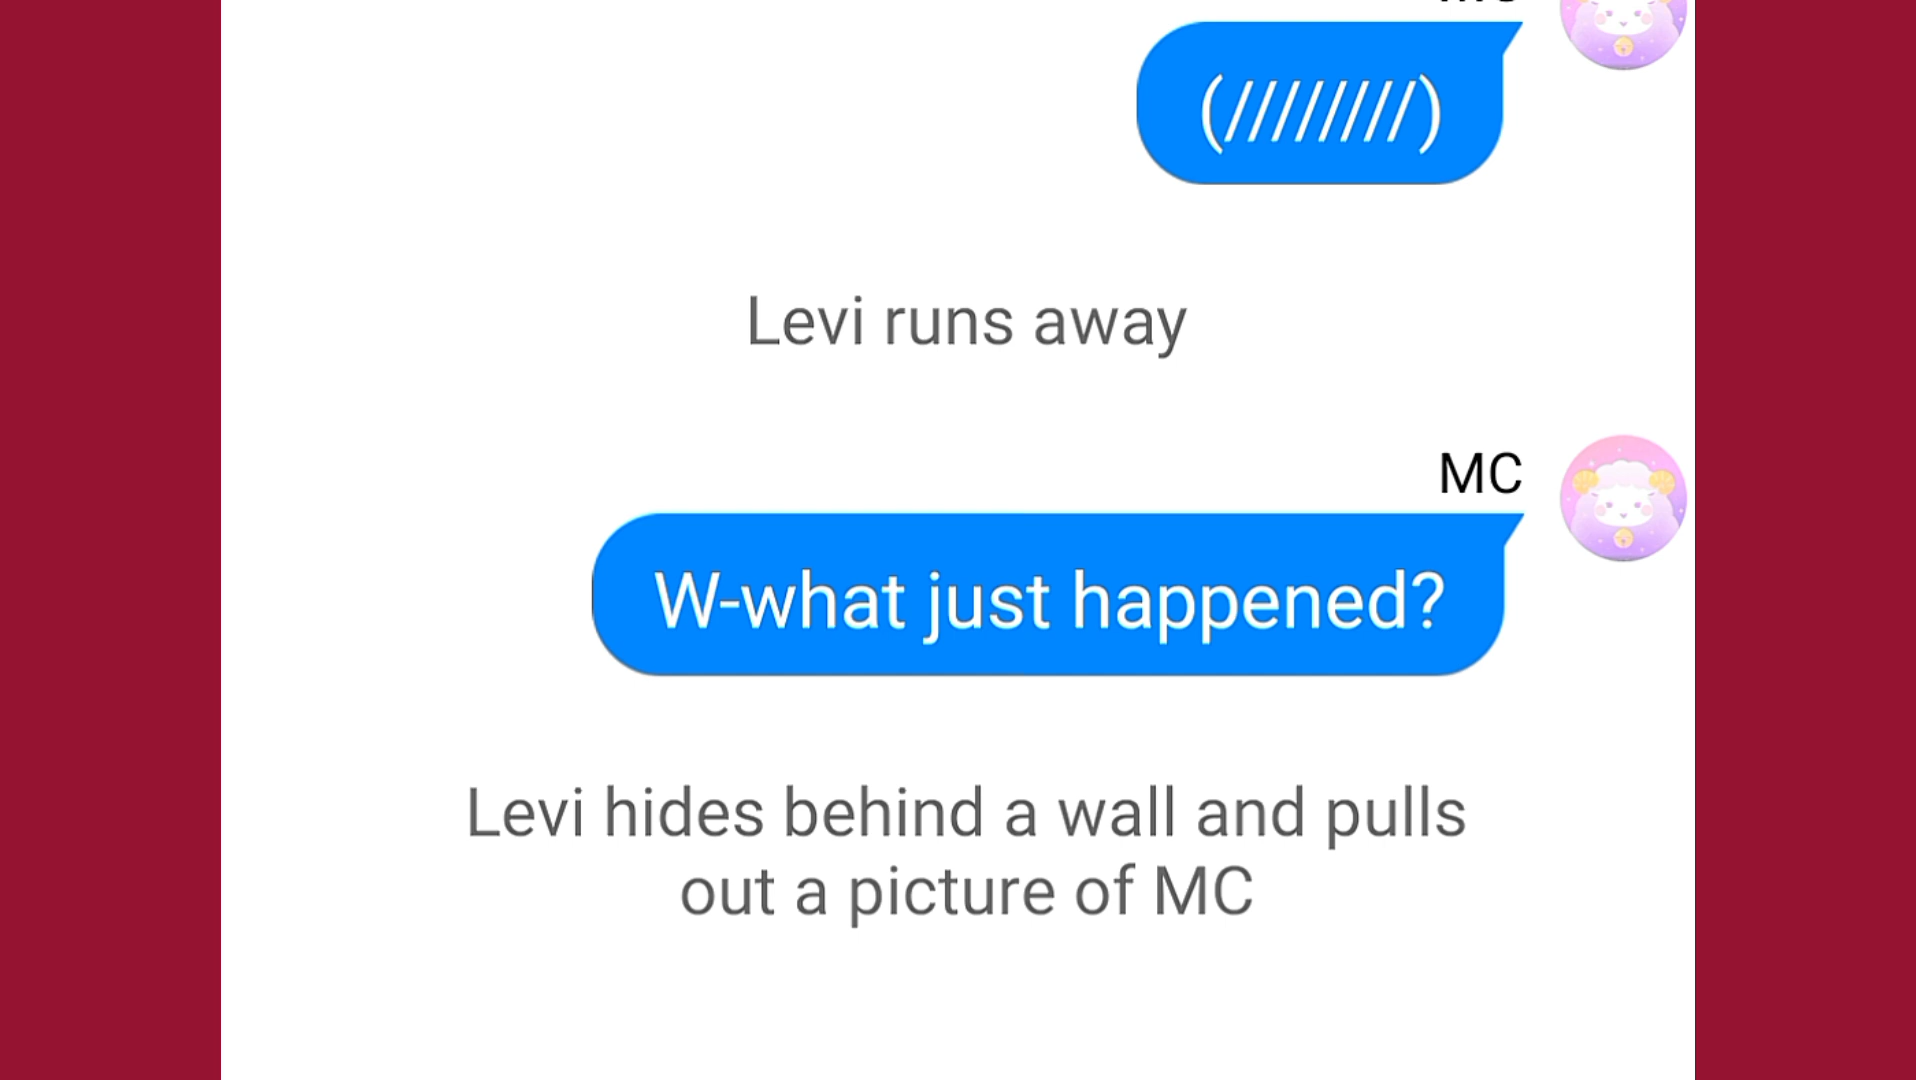 (////////)
Levi runs away
MC
W-what just happened?
Levi hides behind a wall and pulls
out a picture of MC